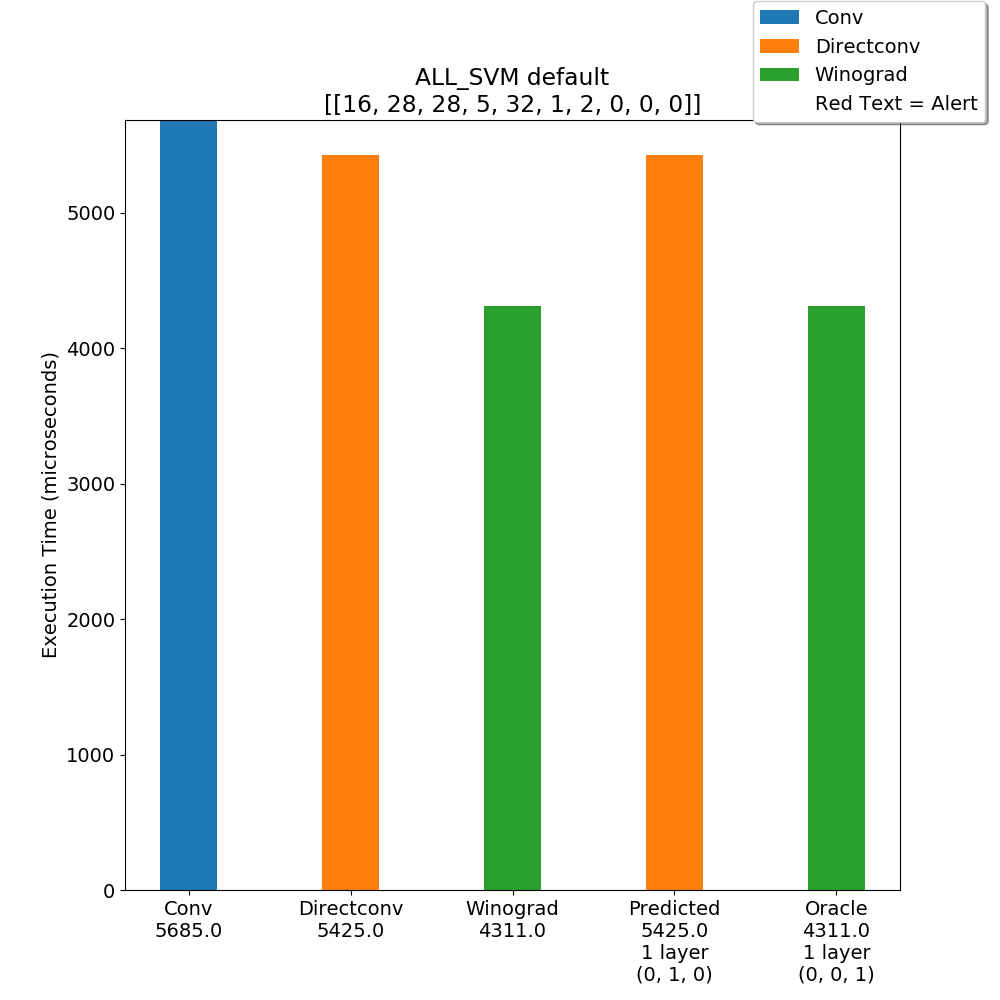 Conv
Directconv
Winograd
Red Text = Alert
ALL_SVM default
[[16, 28, 28, 5, 32, 1, 2, 0, 0, 0]]
Execution Time (microseconds)
5000
4000
3000
2000
1000
0
Conv
5685.0
Directconv
5425.0
Winograd
4311.0
Predicted
5425.0
1 layer
(0, 1, 0)
Oracle
4311.0
1 layer
(0, 0, 1)